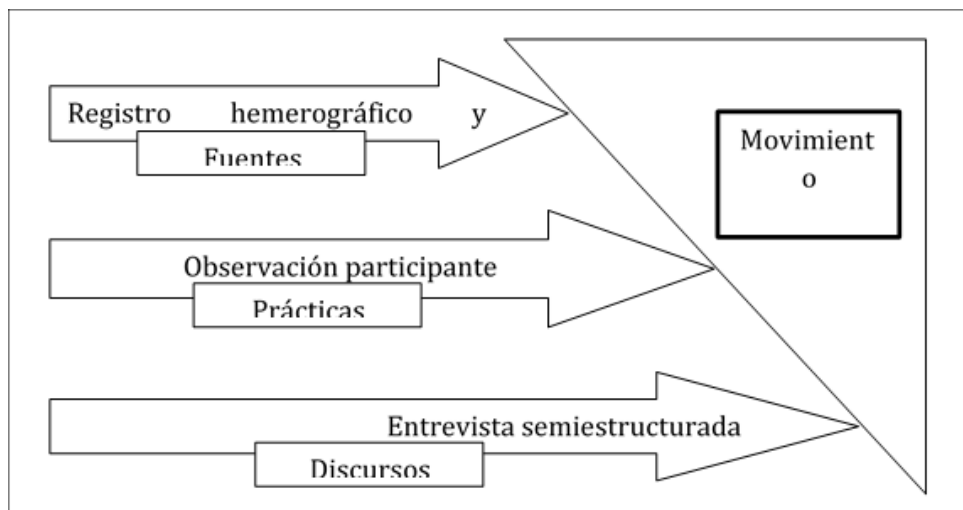 Registro hemerográfico y
Fuentes
Movimient
o
Observación participante
Prácticas
Entrevista semiestructurada
Discursos